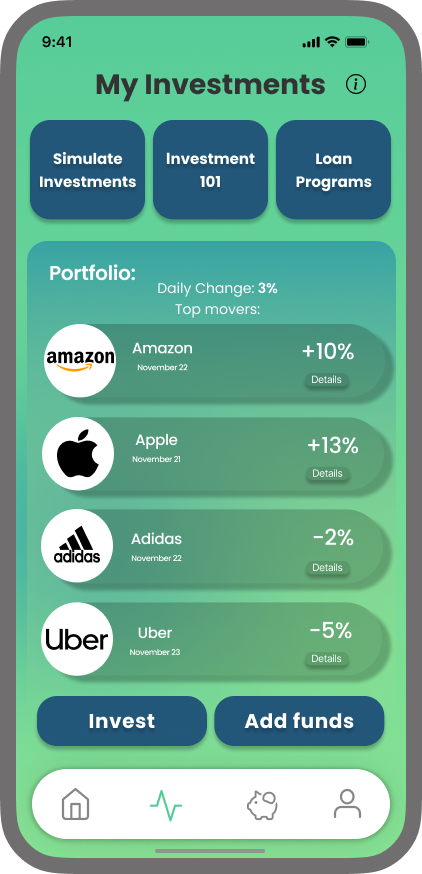 9:41
My Investments
Simulate
Investments
Investment
101
Loan
Programs
Portfolio:
Daily Change: 3%
Top movers:
amazon
Amazon
November 22
+10%
Details
Apple
November 21
+13%
Details
adidas
Adidas
November 22
-2%
Details
Uber
Uber
November 23
-5%
Details
Invest
Add funds